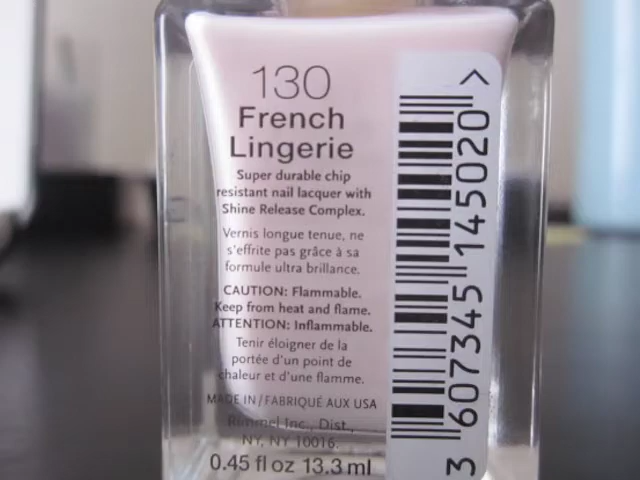 130
French
Lingerie
Super durable chip
resistant nail lacquer with
Shine Release Complex.
Vernis longue tenue, ne
s'effrite pas grâce à sa
formule ultra brillance.
CAUTION: Flammable.
Keep from heat and flame.
ATTENTION: Inflammable.
Tenir éloigner de la
portée d'un point de
chaleur et d'une flamme.
MADE IN/FABRIQUÉ AUX USA
Rimmel Inc., Dist.,
NY, NY 10016.
0.45 fl oz 13.3 ml
3 607345 145020 >